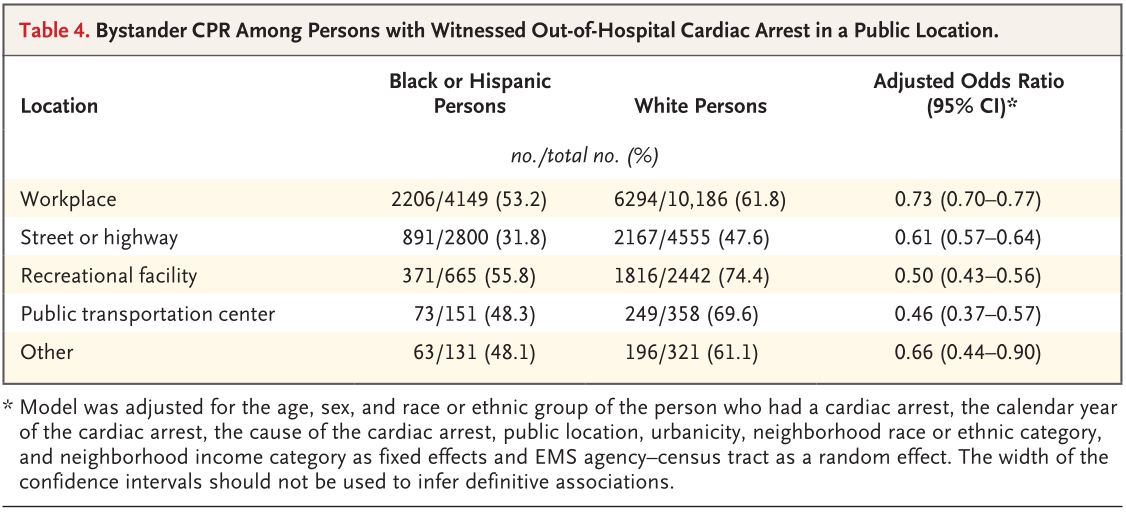 Table 4. Bystander CPR Among Persons with Witnessed Out-of-Hospital Cardiac Arrest in a Public Location.
Location Black or Hispanic Persons White Persons Adjusted Odds Ratio (95% CI)*
no./total no. (%)
Workplace 2206/4149 (53.2) 6294/10,186 (61.8) 0.73 (0.70–0.77)
Street or highway 891/2800 (31.8) 2167/4555 (47.6) 0.61 (0.57–0.64)
Recreational facility 371/665 (55.8) 1816/2442 (74.4) 0.50 (0.43–0.56)
Public transportation center 73/151 (48.3) 249/358 (69.6) 0.46 (0.37–0.57)
Other 63/131 (48.1) 196/321 (61.1) 0.66 (0.44–0.90)
* Model was adjusted for the age, sex, and race or ethnic group of the person who had a cardiac arrest, the calendar year
of the cardiac arrest, the cause of the cardiac arrest, public location, urbanicity, neighborhood race or ethnic category,
and neighborhood income category as fixed effects and EMS agency–census tract as a random effect. The width of the
confidence intervals should not be used to infer definitive associations.